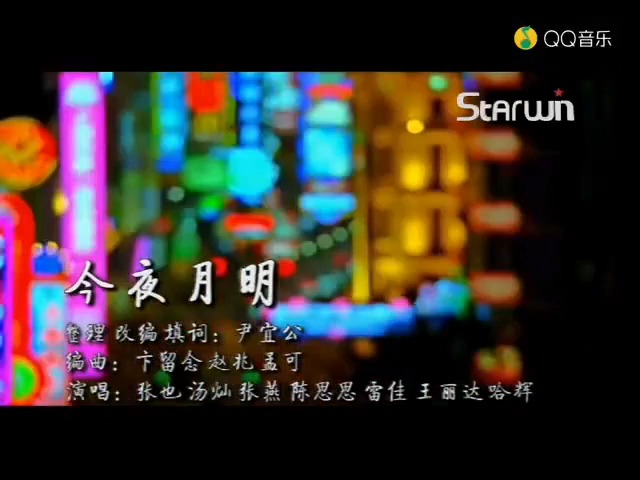 QQ音乐
STARWIN
今夜月明
整理 改编 填词：尹宜公
编曲：卞留念 赵兆 孟可
演唱：张也 汤灿 张燕 陈思思 雷佳 王丽达 哈辉